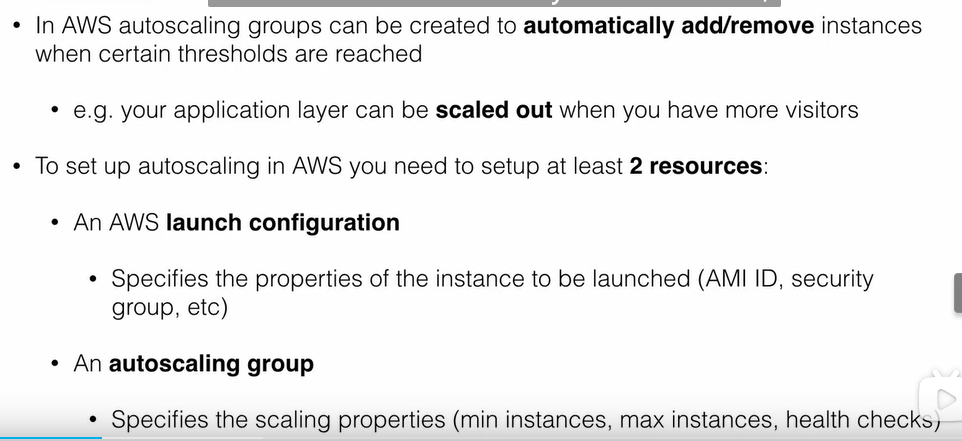 • In AWS autoscaling groups can be created to automatically add/remove instances
when certain thresholds are reached
• e.g. your application layer can be scaled out when you have more visitors
• To set up autoscaling in AWS you need to setup at least 2 resources:
• An AWS launch configuration
• Specifies the properties of the instance to be launched (AMI ID, security
group, etc)
• An autoscaling group
• Specifies the scaling properties (min instances, max instances, health checks)